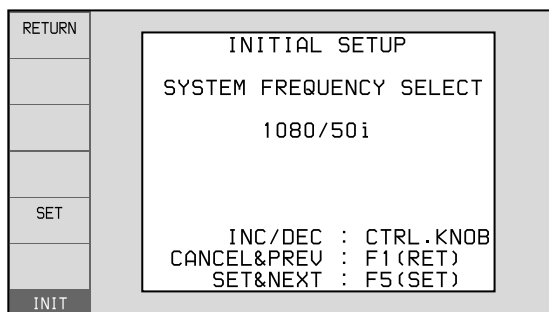 RETURN
INITIAL SETUP
SYSTEM FREQUENCY SELECT
1080/50i
SET
INC/DEC : CTRL.KNOB
CANCEL&PREV : F1(RET)
SET&NEXT : F5(SET)
INIT